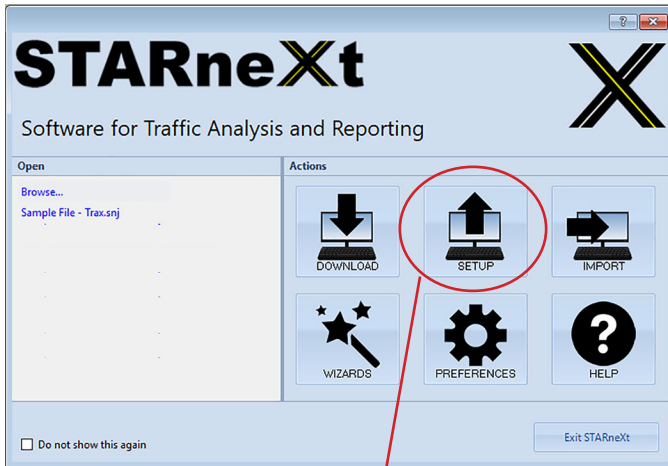 STARneXt
Software for Traffic Analysis and Reporting
Open
Browse...
Sample File - Trax.snj
Actions
DOWNLOAD
SETUP
IMPORT
WIZARDS
PREFERENCES
HELP
Do not show this again
Exit STARneXt